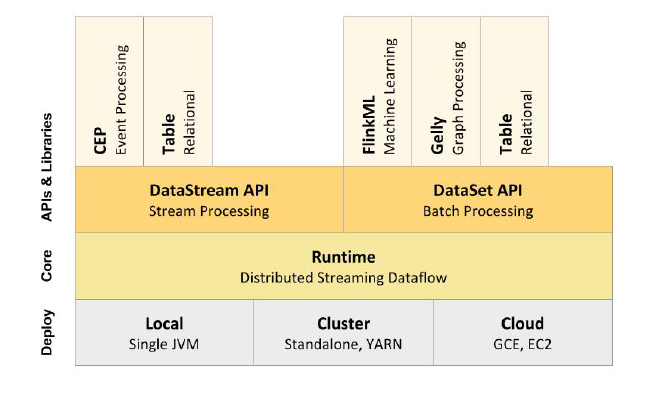 APIs & Libraries
CEP
Event Processing
Table
Relational
FlinkML
Machine Learning
Gelly
Graph Processing
Table
Relational
DataStream API
Stream Processing
DataSet API
Batch Processing
Core
Runtime
Distributed Streaming Dataflow
Deploy
Local
Single JVM
Cluster
Standalone, YARN
Cloud
GCE, EC2